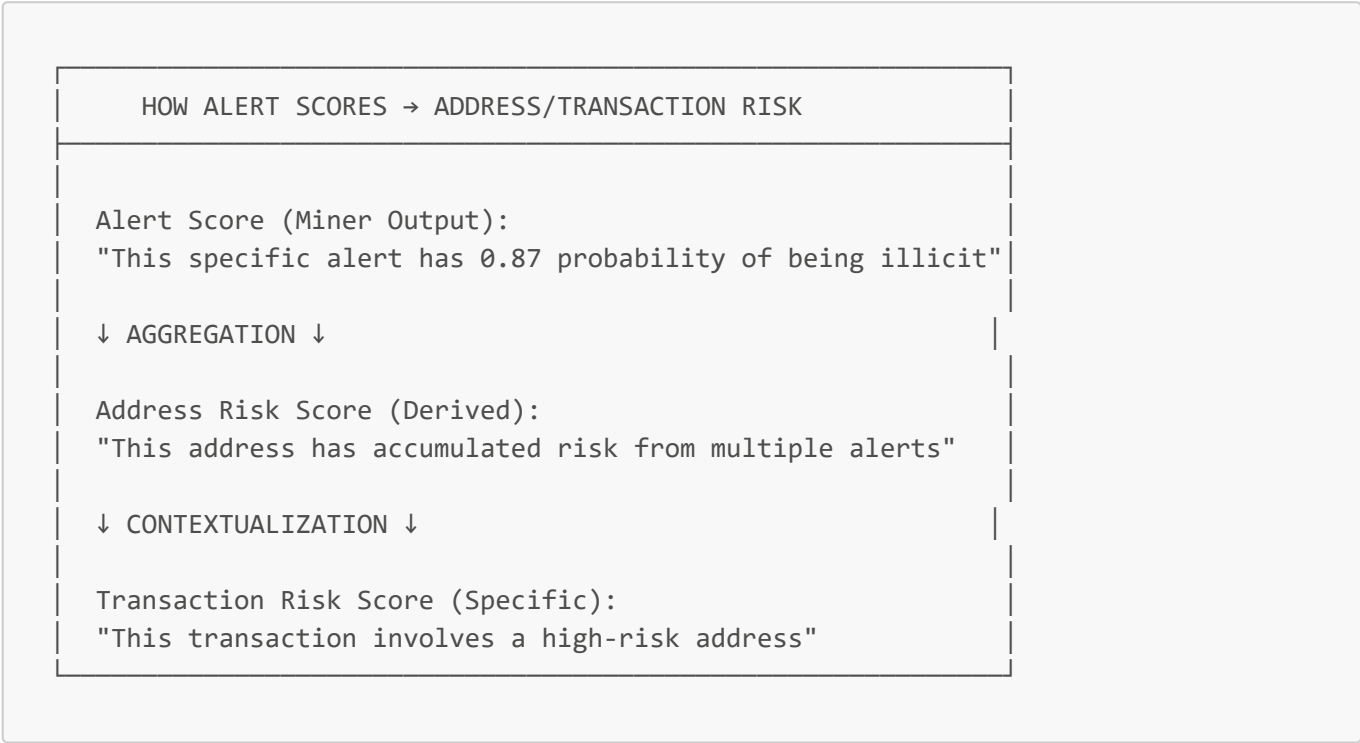 HOW ALERT SCORES → ADDRESS/TRANSACTION RISK
Alert Score (Miner Output):
"This specific alert has 0.87 probability of being illicit"
↓ AGGREGATION ↓
Address Risk Score (Derived):
"This address has accumulated risk from multiple alerts"
↓ CONTEXTUALIZATION ↓
Transaction Risk Score (Specific):
"This transaction involves a high-risk address"